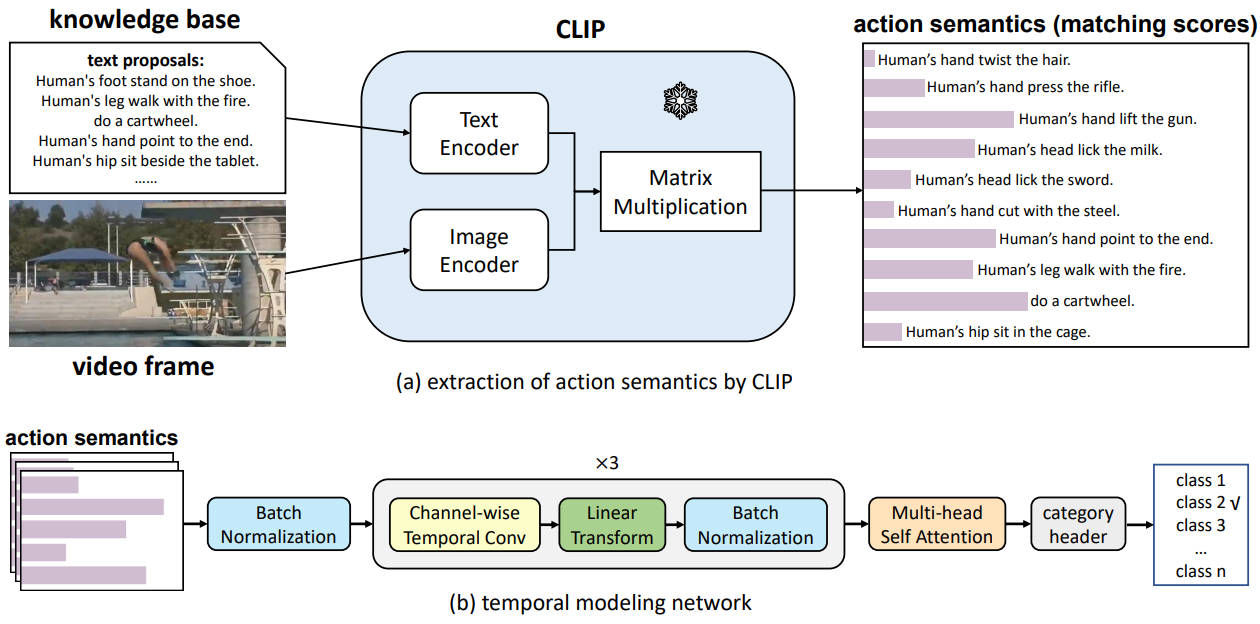 knowledge base
text proposals:
Human's foot stand on the shoe.
Human's leg walk with the fire.
do a cartwheel.
Human's hand point to the end.
Human's hip sit beside the tablet.
......
video frame
CLIP
Text
Encoder
Image
Encoder
Matrix
Multiplication
action semantics (matching scores)
Human’s hand twist the hair.
Human’s hand press the rifle.
Human’s hand lift the gun.
Human’s head lick the milk.
Human’s head lick the sword.
Human’s hand cut with the steel.
Human’s hand point to the end.
Human’s leg walk with the fire.
do a cartwheel.
Human’s hip sit in the cage.
(a) extraction of action semantics by CLIP
action semantics
Batch
Normalization
×3
Channel-wise
Temporal Conv
Linear
Transform
Batch
Normalization
Multi-head
Self Attention
category
header
class 1
class 2 √
class 3
...
class n
(b) temporal modeling network